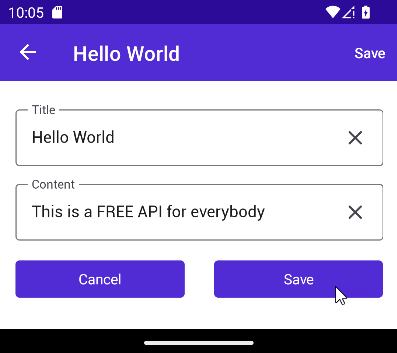 10:05
Hello World
Save
Title
Hello World
Content
This is a FREE API for everybody
Cancel
Save